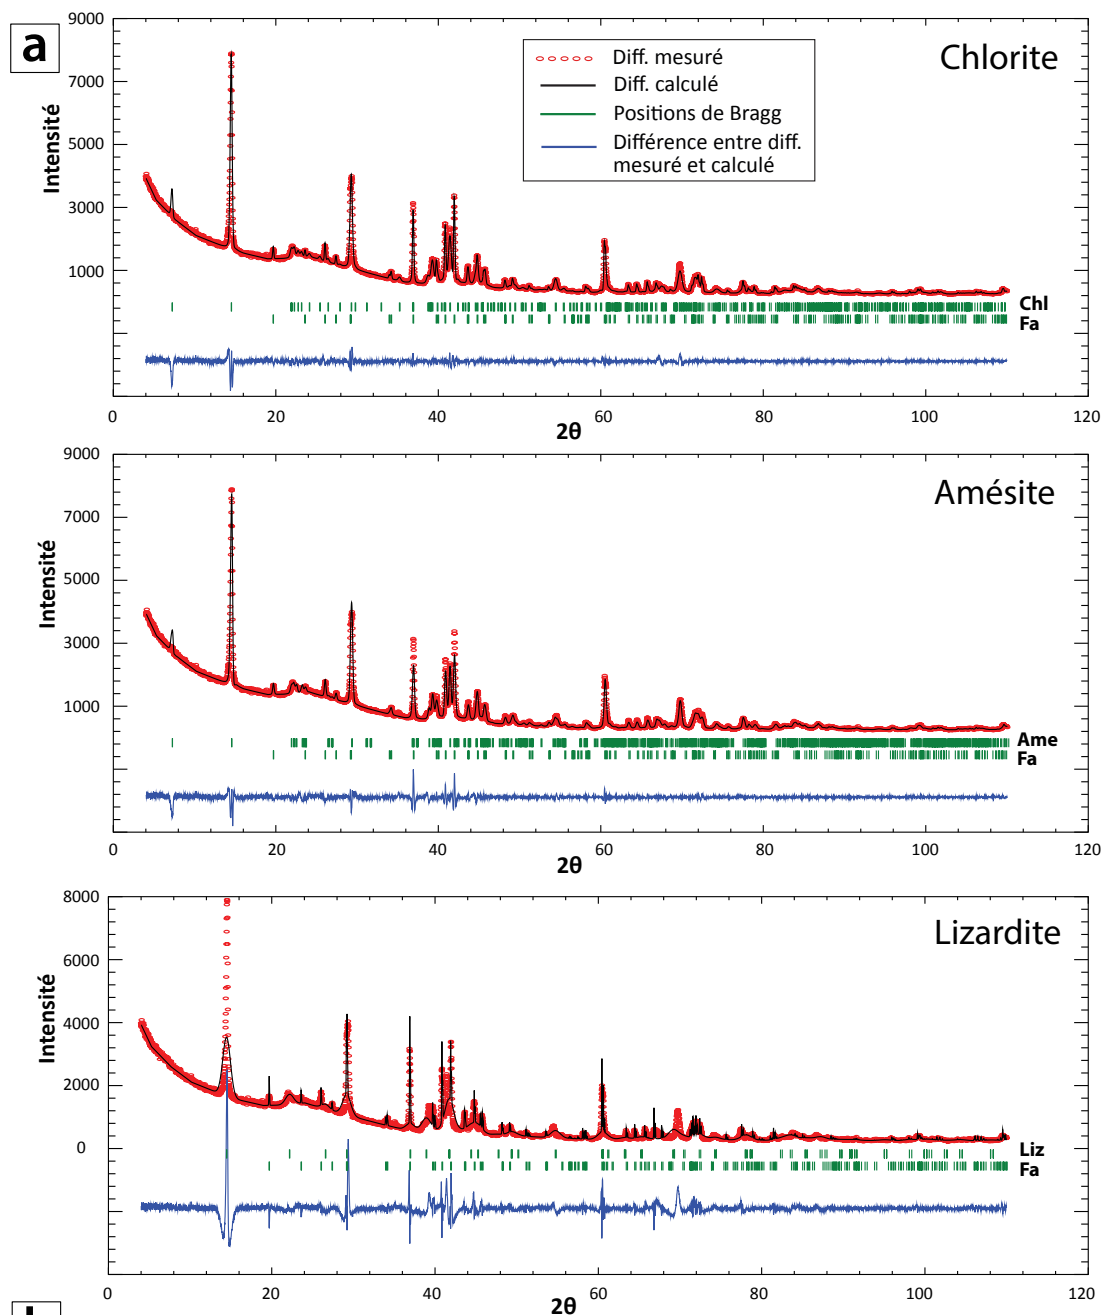 a
Chlorite
Diff. mesuré
Diff. calculé
Positions de Bragg
Différence entre diff.
mesuré et calculé
Intensité
9000
7000
5000
3000
1000
Chl
Fa
0 20 40 60 80 100 120
2θ
Amésite
Intensité
9000
7000
5000
3000
1000
Ame
Fa
0 20 40 60 80 100 120
2θ
Lizardite
Intensité
8000
6000
4000
2000
0
Liz
Fa
0 20 40 60 80 100 120
2θ